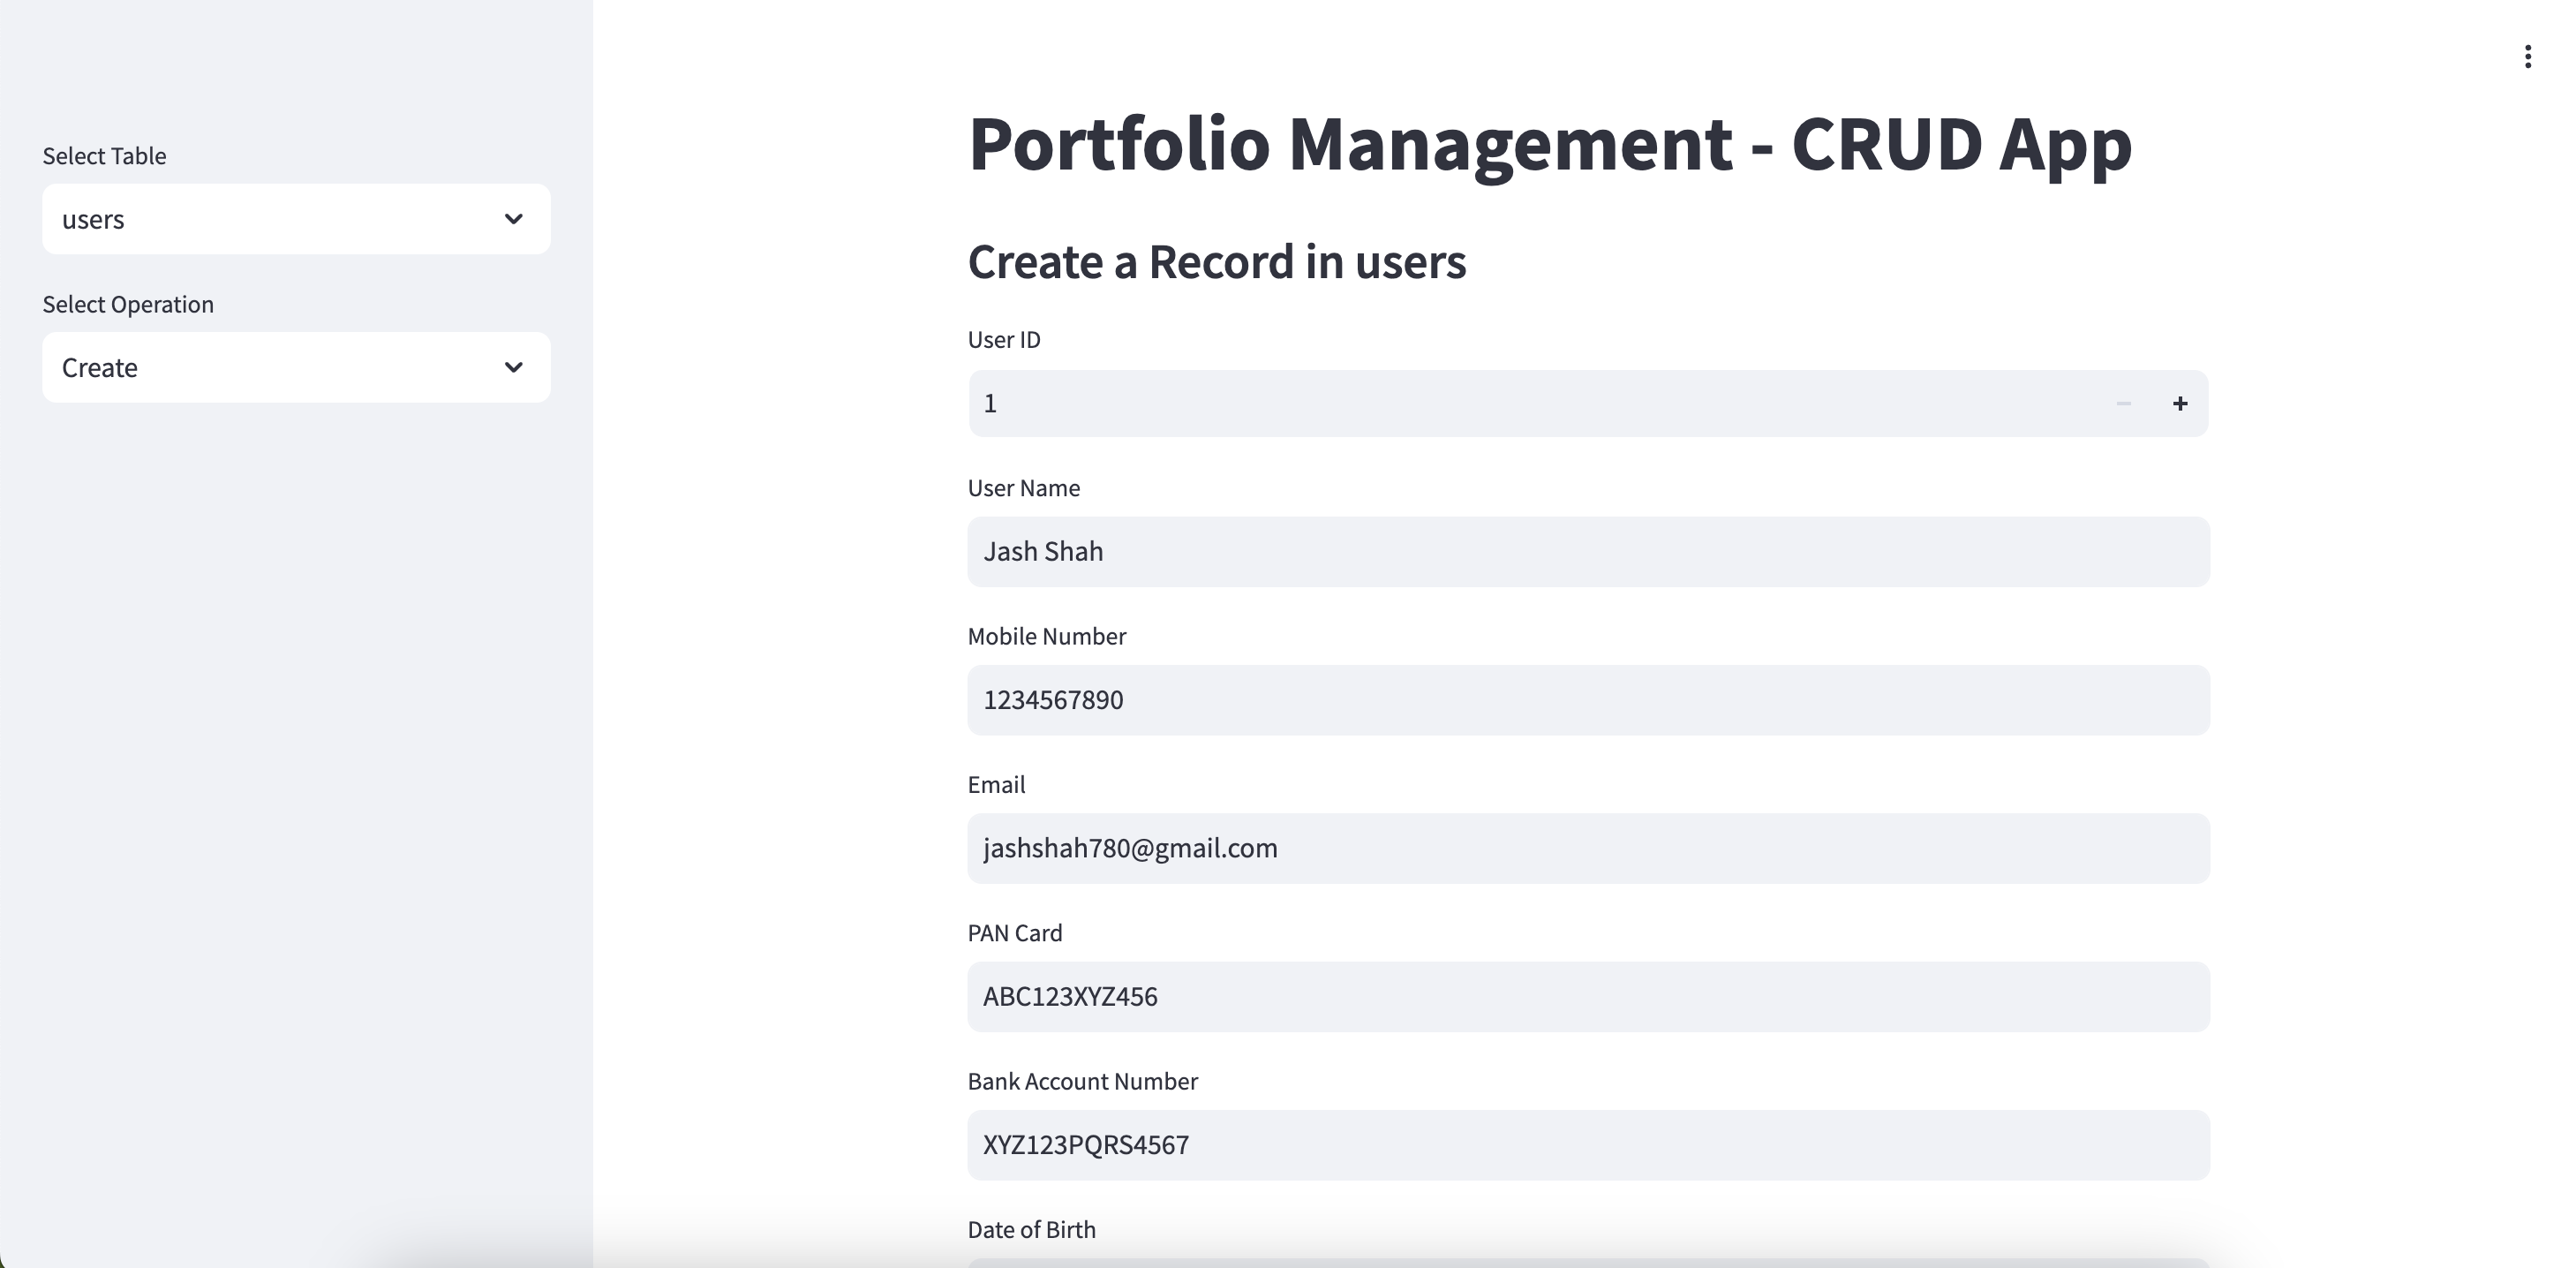 Select Table
users
Select Operation
Create
Portfolio Management - CRUD App
Create a Record in users
User ID
1
User Name
Jash Shah
Mobile Number
1234567890
Email
jashshah780@gmail.com
PAN Card
ABC123XYZ456
Bank Account Number
XYZ123PQRS4567
Date of Birth